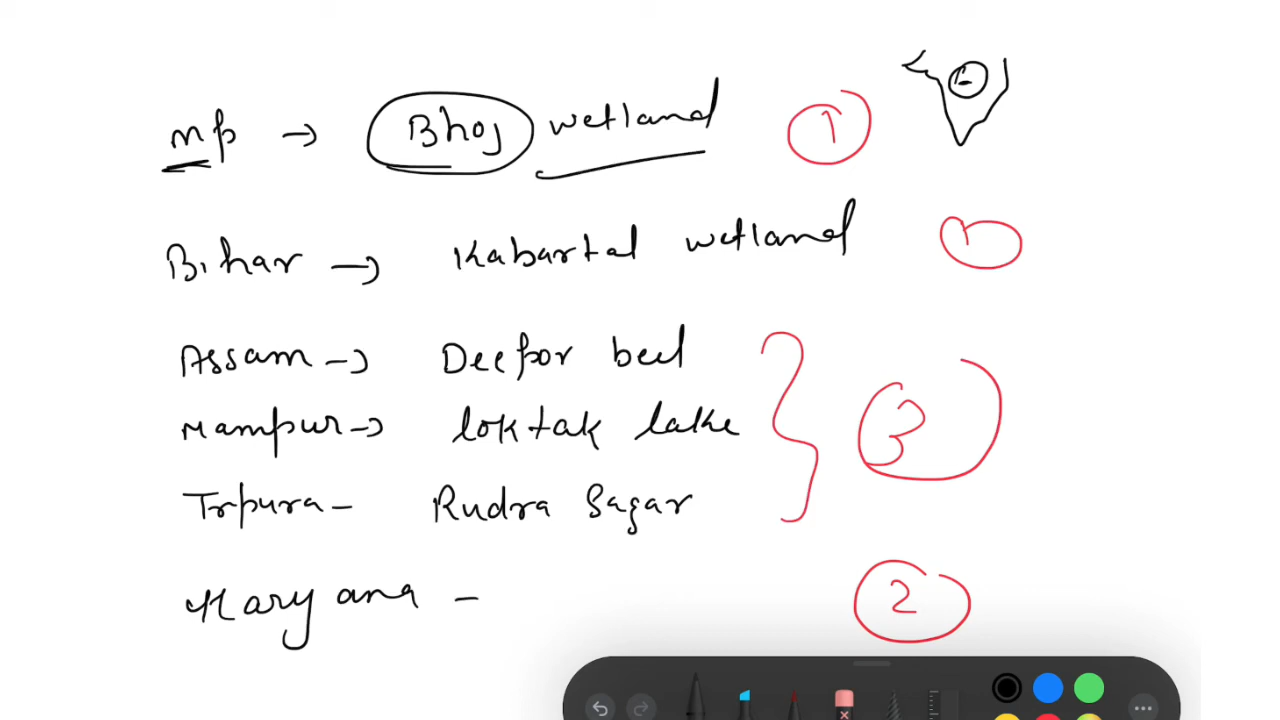 Mp → Bhoj wetland 1
Bihar → Kabartal wetland 1
Assam → Deepor beel
Manipur →> Loktak lake 3
Tripura - Rudra Sagar
Haryana - 2